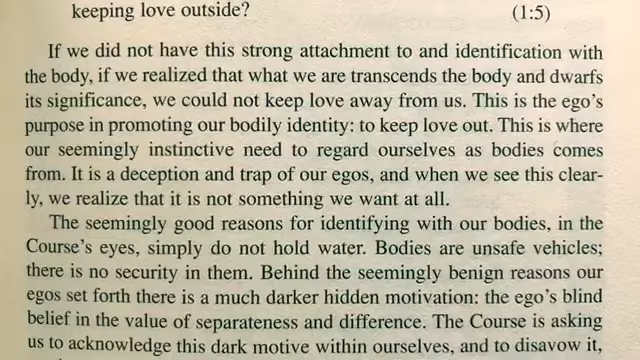 keeping love outside? (1:5)
If we did not have this strong attachment to and identification with
the body, if we realized that what we are transcends the body and dwarfs
its significance, we could not keep love away from us. This is the ego's
purpose in promoting our bodily identity: to keep love out. This is where
our seemingly instinctive need to regard ourselves as bodies comes
from. It is a deception and trap of our egos, and when we see this clear-
ly, we realize that it is not something we want at all.
The seemingly good reasons for identifying with our bodies, in the
Course's eyes, simply do not hold water. Bodies are unsafe vehicles;
there is no security in them. Behind the seemingly benign reasons our
egos set forth there is a much darker hidden motivation: the ego's blind
belief in the value of separateness and difference. The Course is asking
us to acknowledge this dark motive within ourselves, and to disavow it,